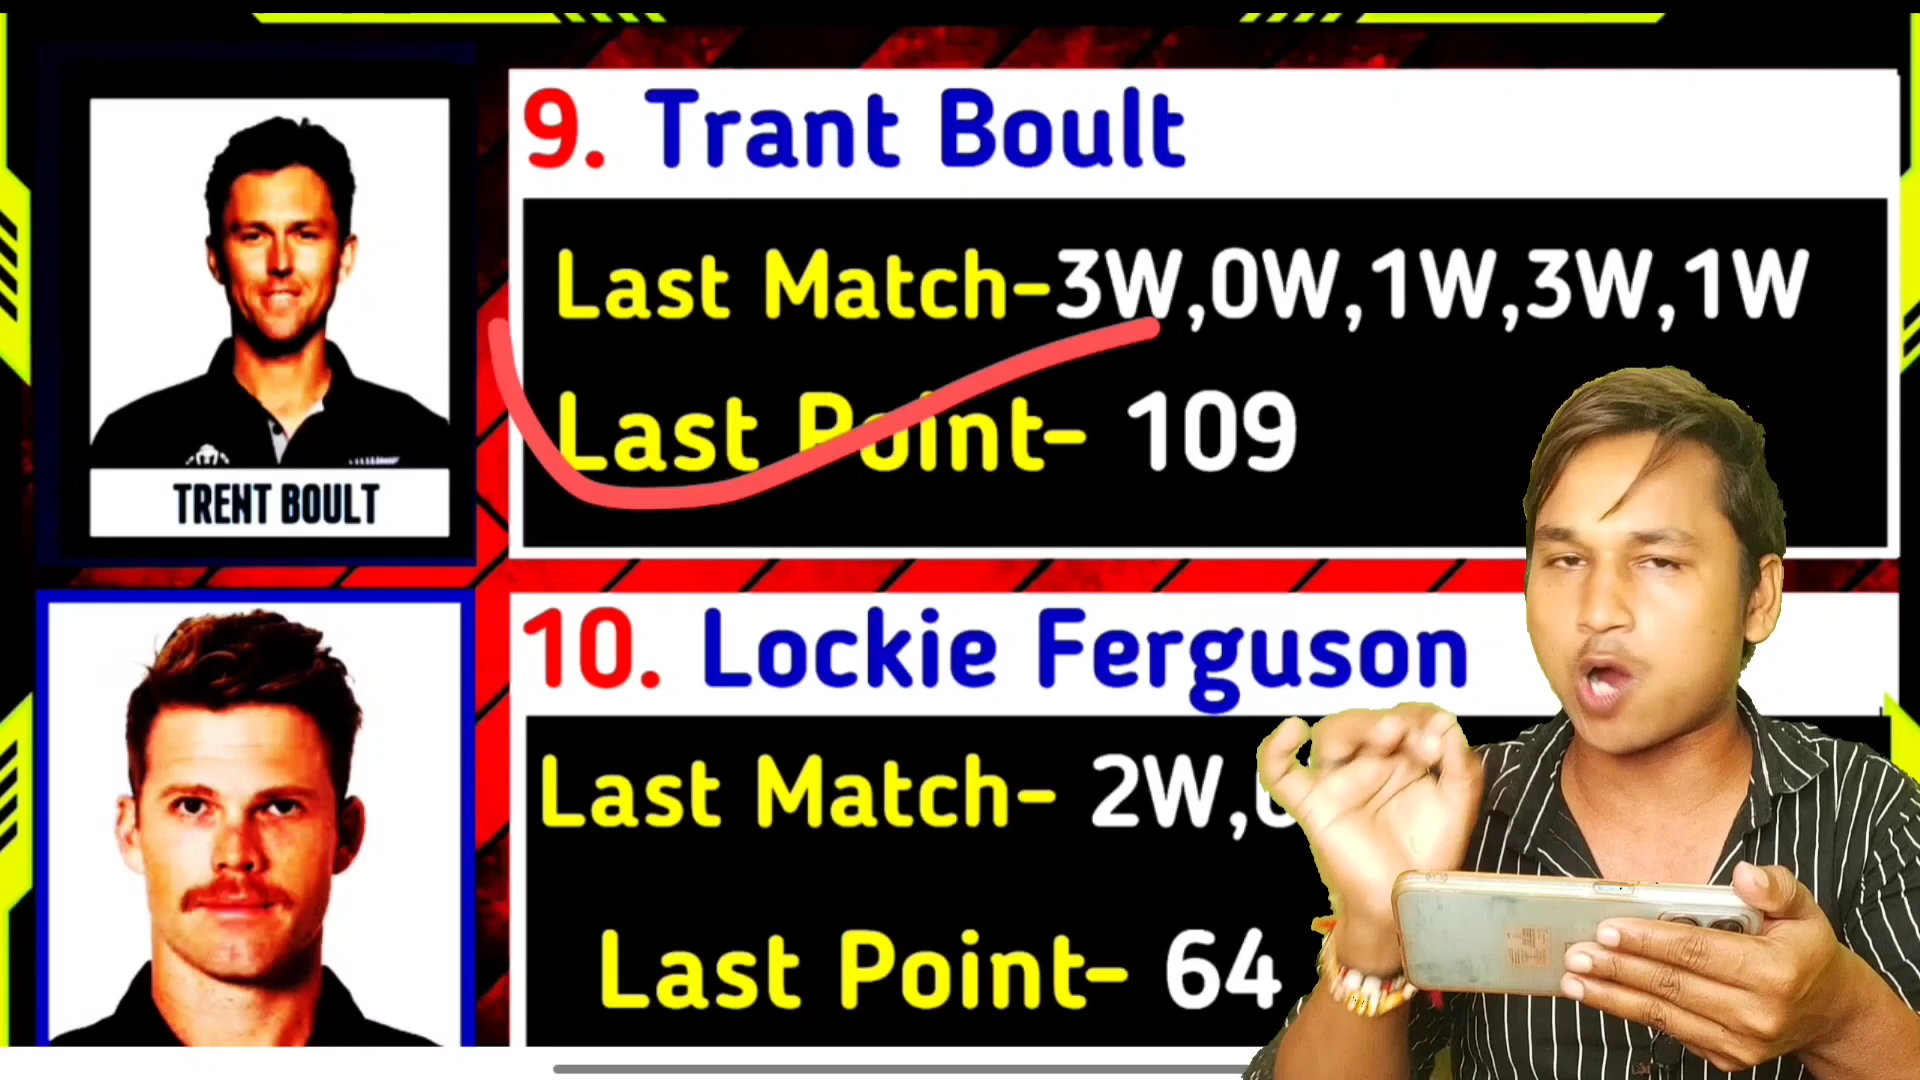 9. Trant Boult
Last Match-3W,0W,1W,3W,1W
Last Point- 109
TRENT BOULT
10. Lockie Ferguson
Last Match- 2W,
Last Point- 64